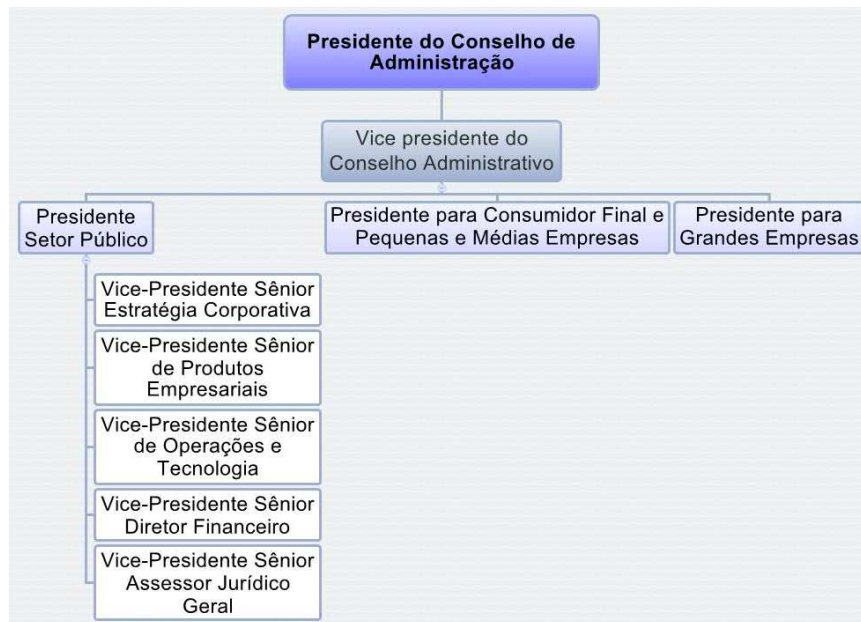 Presidente do Conselho de
Administração
Vice presidente do
Conselho Administrativo
Presidente
Setor Público
Presidente para Consumidor Final e
Pequenas e Médias Empresas
Presidente para
Grandes Empresas
Vice-Presidente Sênior
Estratégia Corporativa
Vice-Presidente Sênior
de Produtos
Empresariais
Vice-Presidente Sênior
de Operações e
Tecnologia
Vice-Presidente Sênior
Diretor Financeiro
Vice-Presidente Sênior
Assessor Jurídico
Geral